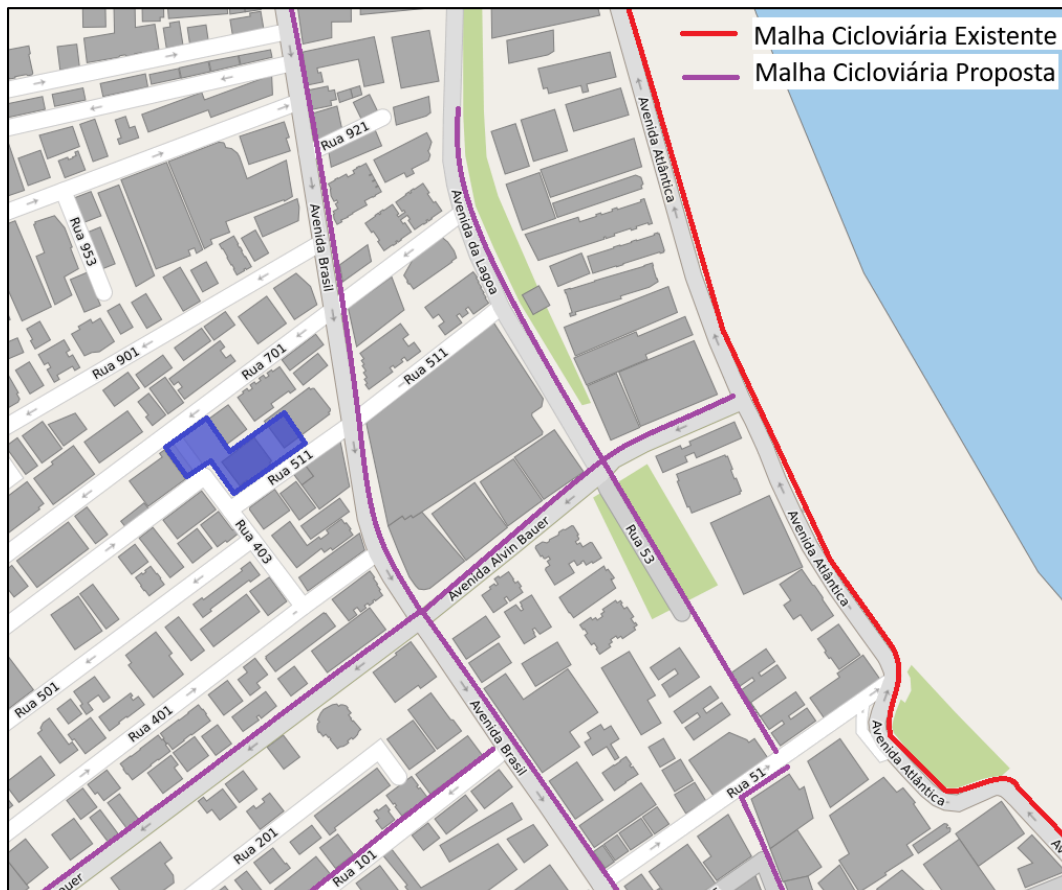 Malha Cicloviária Existente
Malha Cicloviária Proposta
Rua 921
Avenida Atlântica
Rua 953
Avenida Brasil
Avenida da Lagoa
Rua 901
Rua 701
Rua 511
Rua 511
Rua 403
Avenida Alvin Bauer
Rua 53
Avenida Atlântica
Rua 501
Rua 401
Avenida Brasil
Rua 51
Avenida Atlântica
Rua 201
Rua 101
Bauer
Av